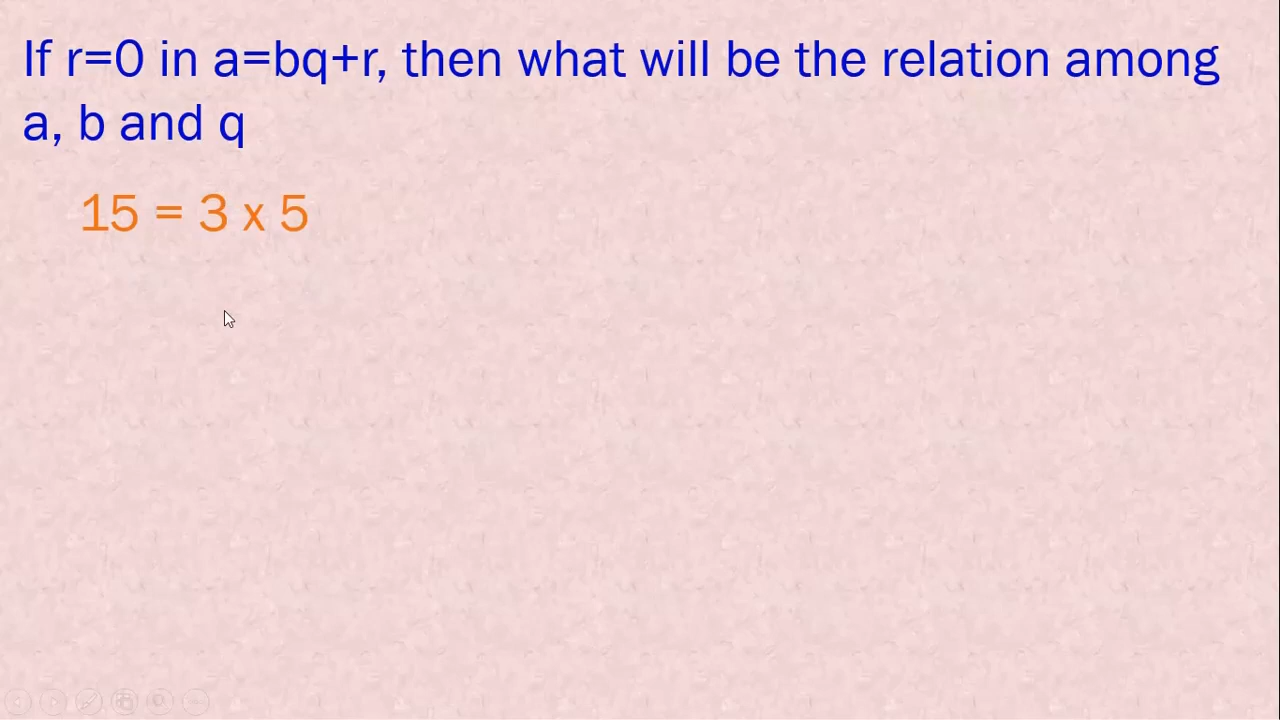 If r=0 in a=bq+r, then what will be the relation among
a, b and q
15 = 3 x 5